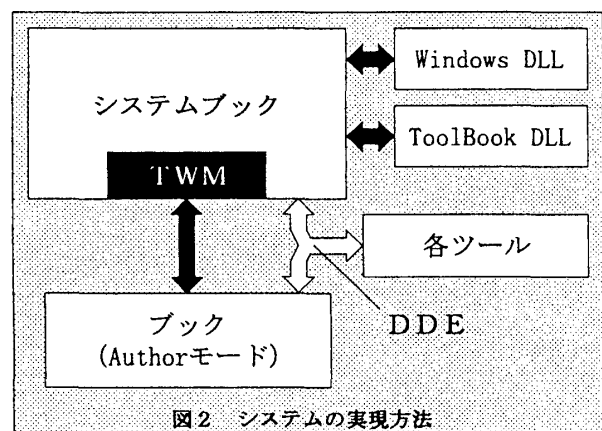 Windows DLL
システムブック
ToolBook DLL
TWM
各ツール
ブック
(Authorモード)
DDE
図2 システムの実現方法